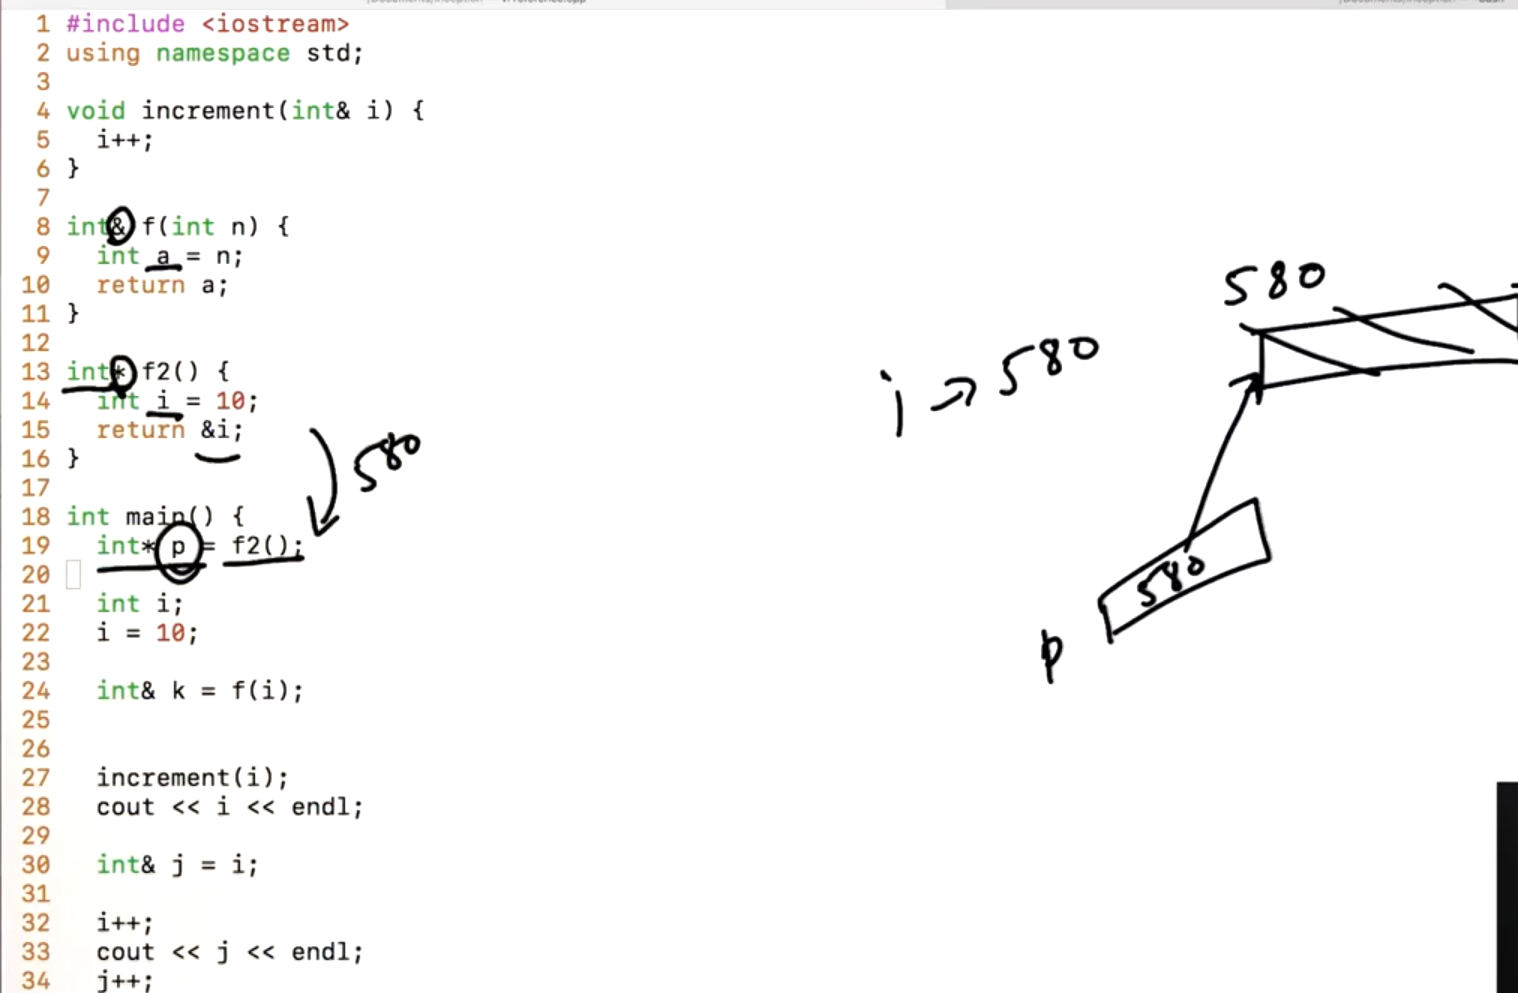 1 #include <iostream>
2 using namespace std;
3
4 void increment(int& i) {
5 i++;
6 }
7
8 int& f(int n) {
9 int a = n;
10 return a;
11 }
12
13 int* f2() {
14 int i = 10;
15 return &i;
16 }
17
18 int main() {
19 int* p = f2();
20
21 int i;
22 i = 10;
23
24 int& k = f(i);
25
26
27 increment(i);
28 cout << i << endl;
29
30 int& j = i;
31
32 i++;
33 cout << j << endl;
34 j++;
580
i → 580
580
580
p